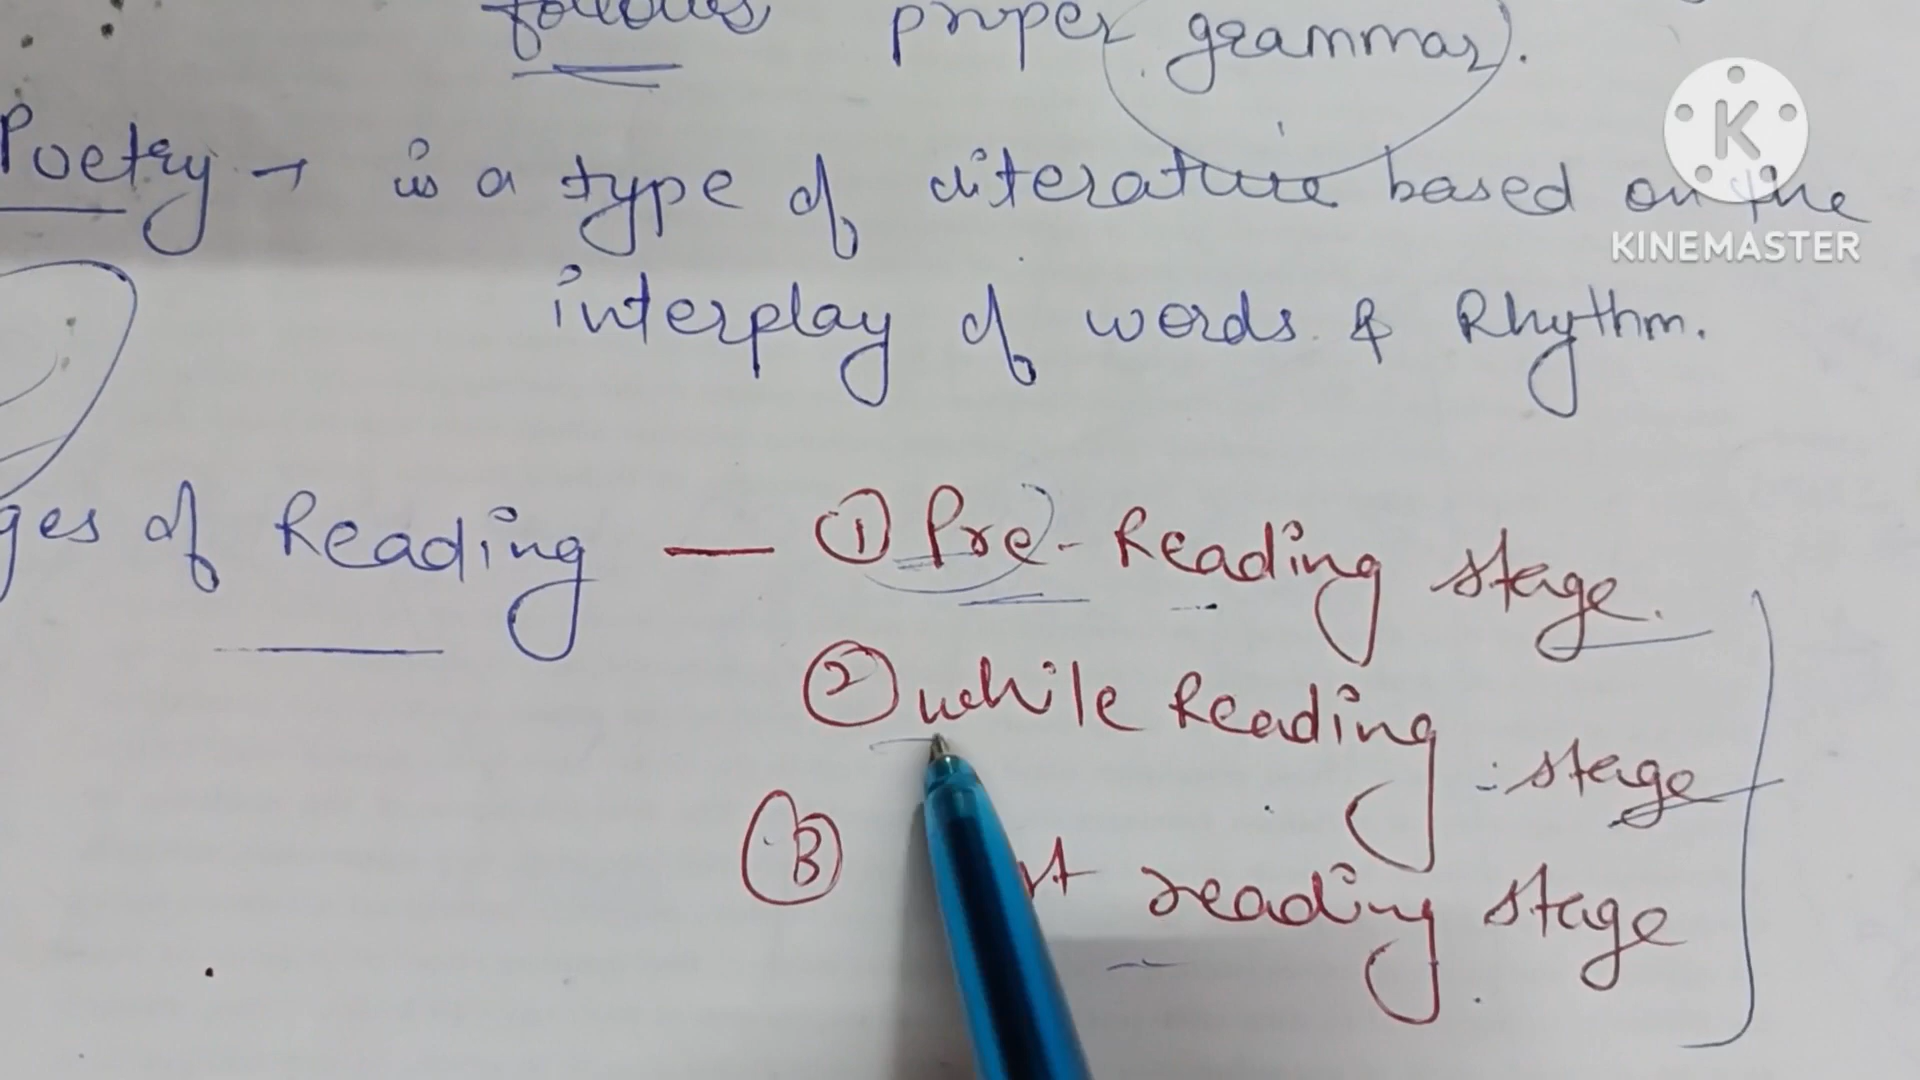 follows proper grammar.
Poetry → is a type of literature based on the
interplay of words & Rhythm.
ges of Reading — ① Pre-Reading stage.
② while Reading stage
③ st reading stage
KINEMASTER